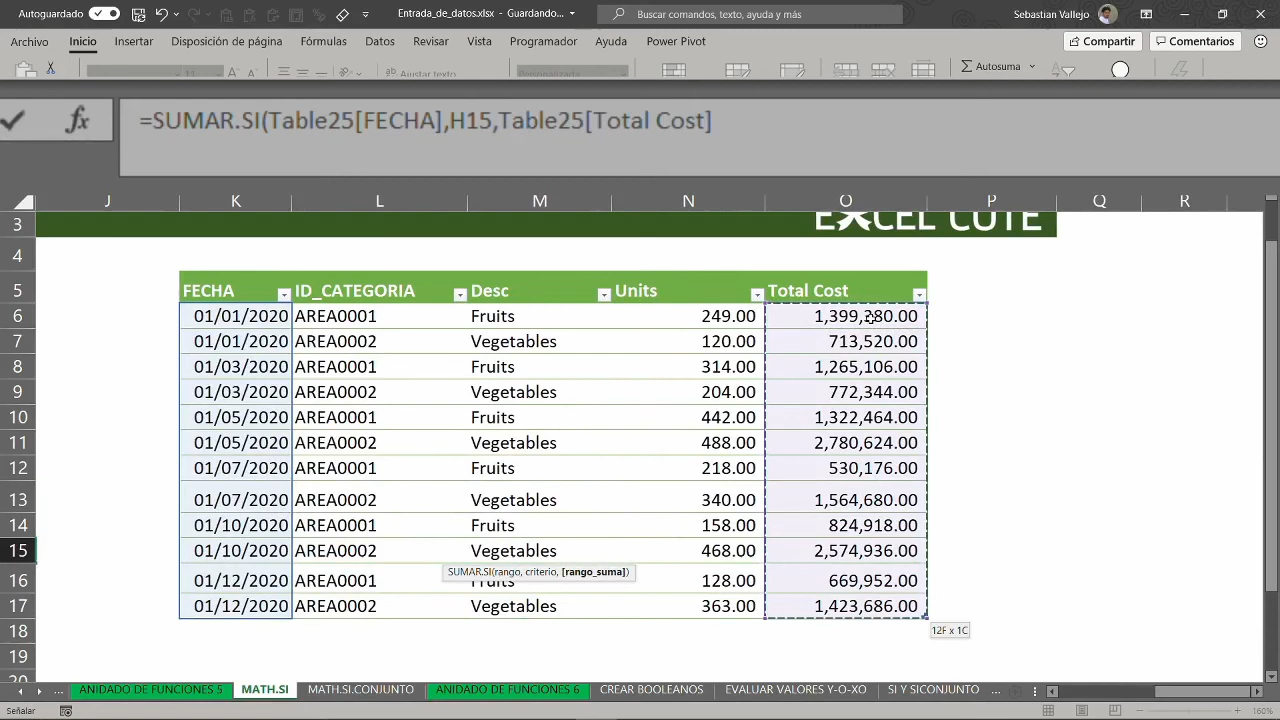 Autoguardado Entrada_de_datos.xlsx - Guardando... Buscar comandos, texto, ayuda y más Sebastian Vallejo
Archivo Inicio Insertar Disposición de página Fórmulas Datos Revisar Vista Programador Ayuda Power Pivot Compartir Comentarios
Ajustar texto Autosuma
fx =SUMAR.SI(Table25[FECHA],H15,Table25[Total Cost]
J K L M N O P Q R
3 EXCEL CUTE
4
5 FECHA ID_CATEGORIA Desc Units Total Cost
6 01/01/2020 AREA0001 Fruits 249.00 1,399,380.00
7 01/01/2020 AREA0002 Vegetables 120.00 713,520.00
8 01/03/2020 AREA0001 Fruits 314.00 1,265,106.00
9 01/03/2020 AREA0002 Vegetables 204.00 772,344.00
10 01/05/2020 AREA0001 Fruits 442.00 1,322,464.00
11 01/05/2020 AREA0002 Vegetables 488.00 2,780,624.00
12 01/07/2020 AREA0001 Fruits 218.00 530,176.00
13 01/07/2020 AREA0002 Vegetables 340.00 1,564,680.00
14 01/10/2020 AREA0001 Fruits 158.00 824,918.00
15 01/10/2020 AREA0002 Vegetables 468.00 2,574,936.00
SUMAR.SI(rango, criterio, [rango_suma])
16 01/12/2020 AREA0001 Fruits 128.00 669,952.00
17 01/12/2020 AREA0002 Vegetables 363.00 1,423,686.00
18 12F x 1C
19
20
... ANIDADO DE FUNCIONES 5 MATH.SI MATH.SI.CONJUNTO ANIDADO DE FUNCIONES 6 CREAR BOOLEANOS EVALUAR VALORES Y-O-XO SI Y SICONJUNTO ...
Señalar 160%